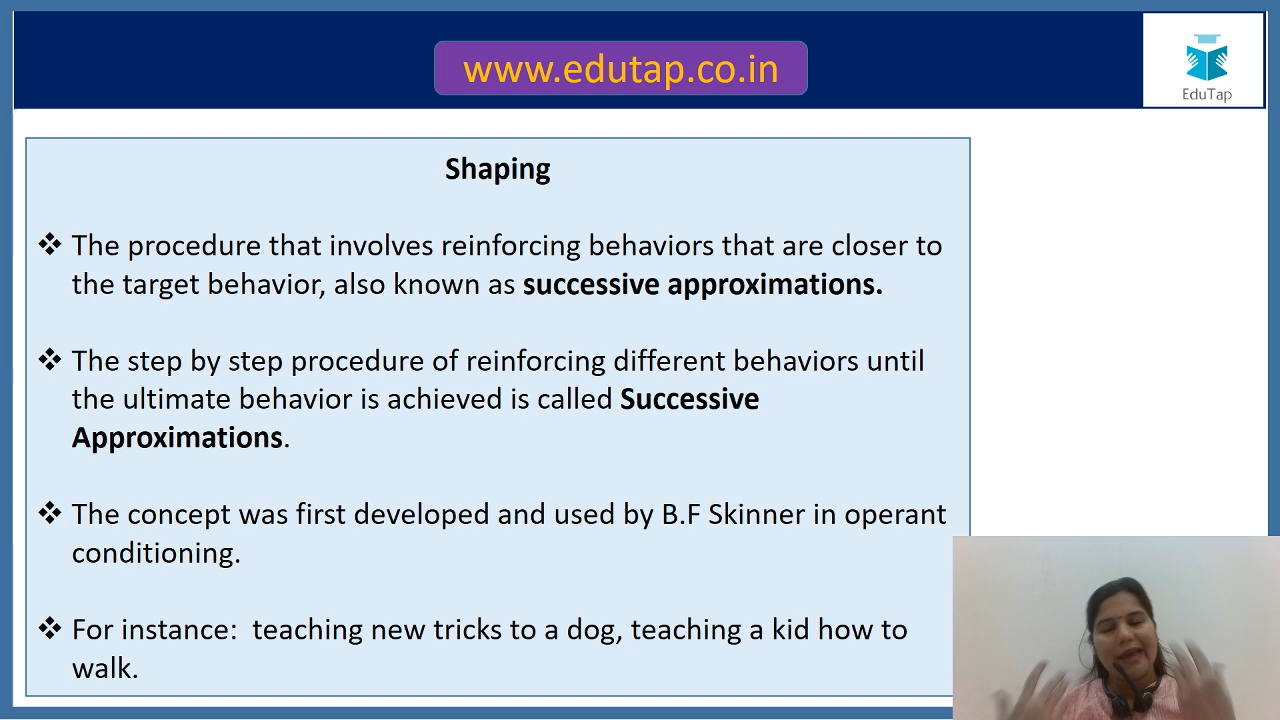 www.edutap.co.in
EduTap
Shaping
❖ The procedure that involves reinforcing behaviors that are closer to
the target behavior, also known as successive approximations.
❖ The step by step procedure of reinforcing different behaviors until
the ultimate behavior is achieved is called Successive
Approximations.
❖ The concept was first developed and used by B.F Skinner in operant
conditioning.
❖ For instance:  teaching new tricks to a dog, teaching a kid how to
walk.